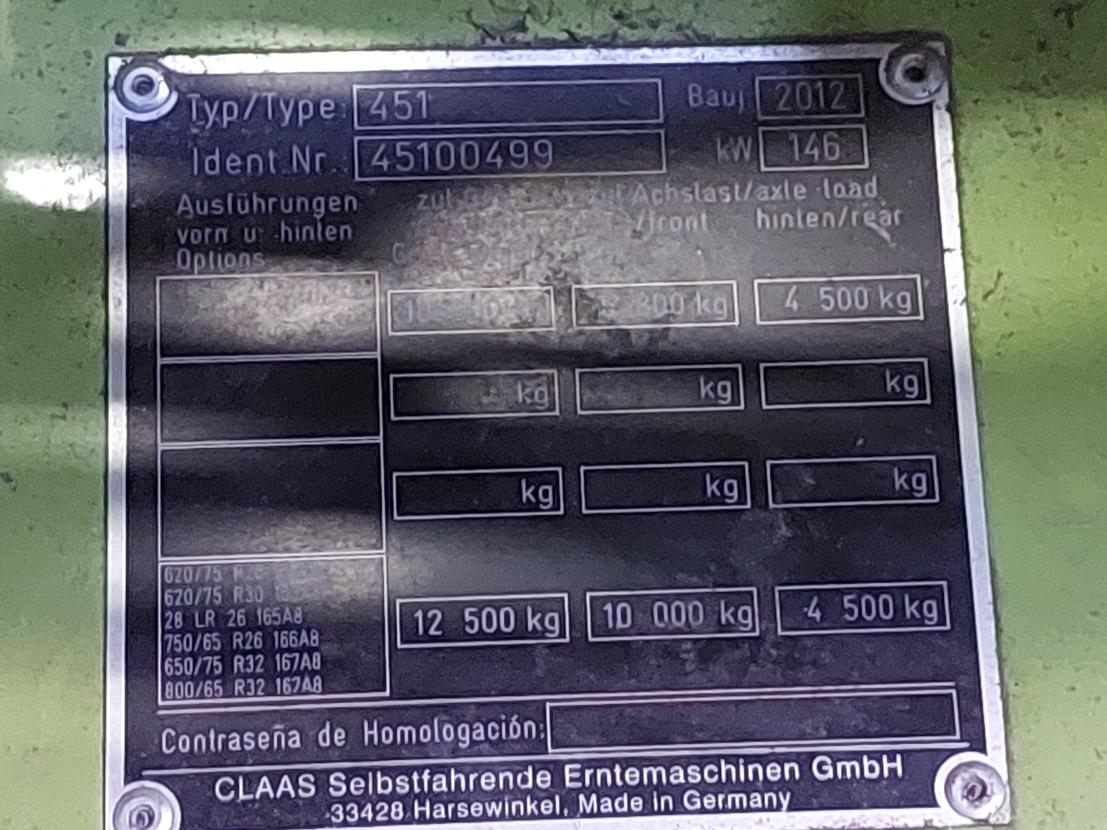 Typ/Type: 451 Bauj 2012
Ident.Nr.: 45100499 kW 146
Ausführungen zul Achslast/axle load
vorn u. hinten /front hinten/rear
Options
800 kg 4 500 kg
kg kg kg
kg kg kg
620/75
620/75 R30
28 LR 26 165A8
750/65 R26 166A8
650/75 R32 167A8
800/65 R32 167A8
12 500 kg 10 000 kg 4 500 kg
Contraseña de Homologación:
CLAAS Selbstfahrende Erntemaschinen GmbH
33428 Harsewinkel, Made in Germany